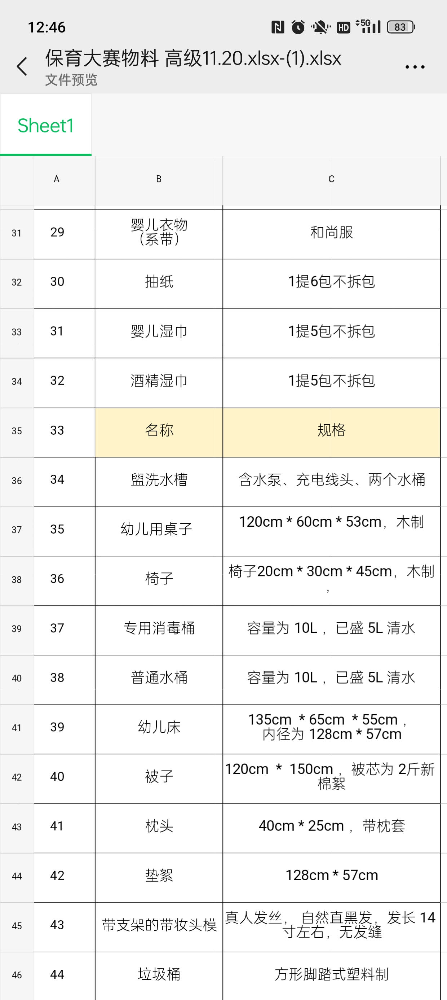 12:46
HD 5G 83
保育大赛物料 高级11.20.xlsx-(1).xlsx
文件预览
Sheet1
A B C
31 29 婴儿衣物 和尚服
（系带）
32 30 抽纸 1提6包不拆包
33 31 婴儿湿巾 1提5包不拆包
34 32 酒精湿巾 1提5包不拆包
35 33 名称 规格
36 34 盥洗水槽 含水泵、充电线头、两个水桶
37 35 幼儿用桌子 120cm * 60cm * 53cm，木制
38 36 椅子 椅子20cm * 30cm * 45cm，木制
，
39 37 专用消毒桶 容量为 10L ，已盛 5L 清水
40 38 普通水桶 容量为 10L ，已盛 5L 清水
41 39 幼儿床 135cm * 65cm * 55cm ，
内径为 128cm * 57cm
42 40 被子 120cm * 150cm ，被芯为 2斤新
棉絮
43 41 枕头 40cm * 25cm ，带枕套
44 42 垫絮 128cm * 57cm
45 43 带支架的带妆头模 真人发丝，自然直黑发，发长 14
寸左右，无发缝
46 44 垃圾桶 方形脚踏式塑料制